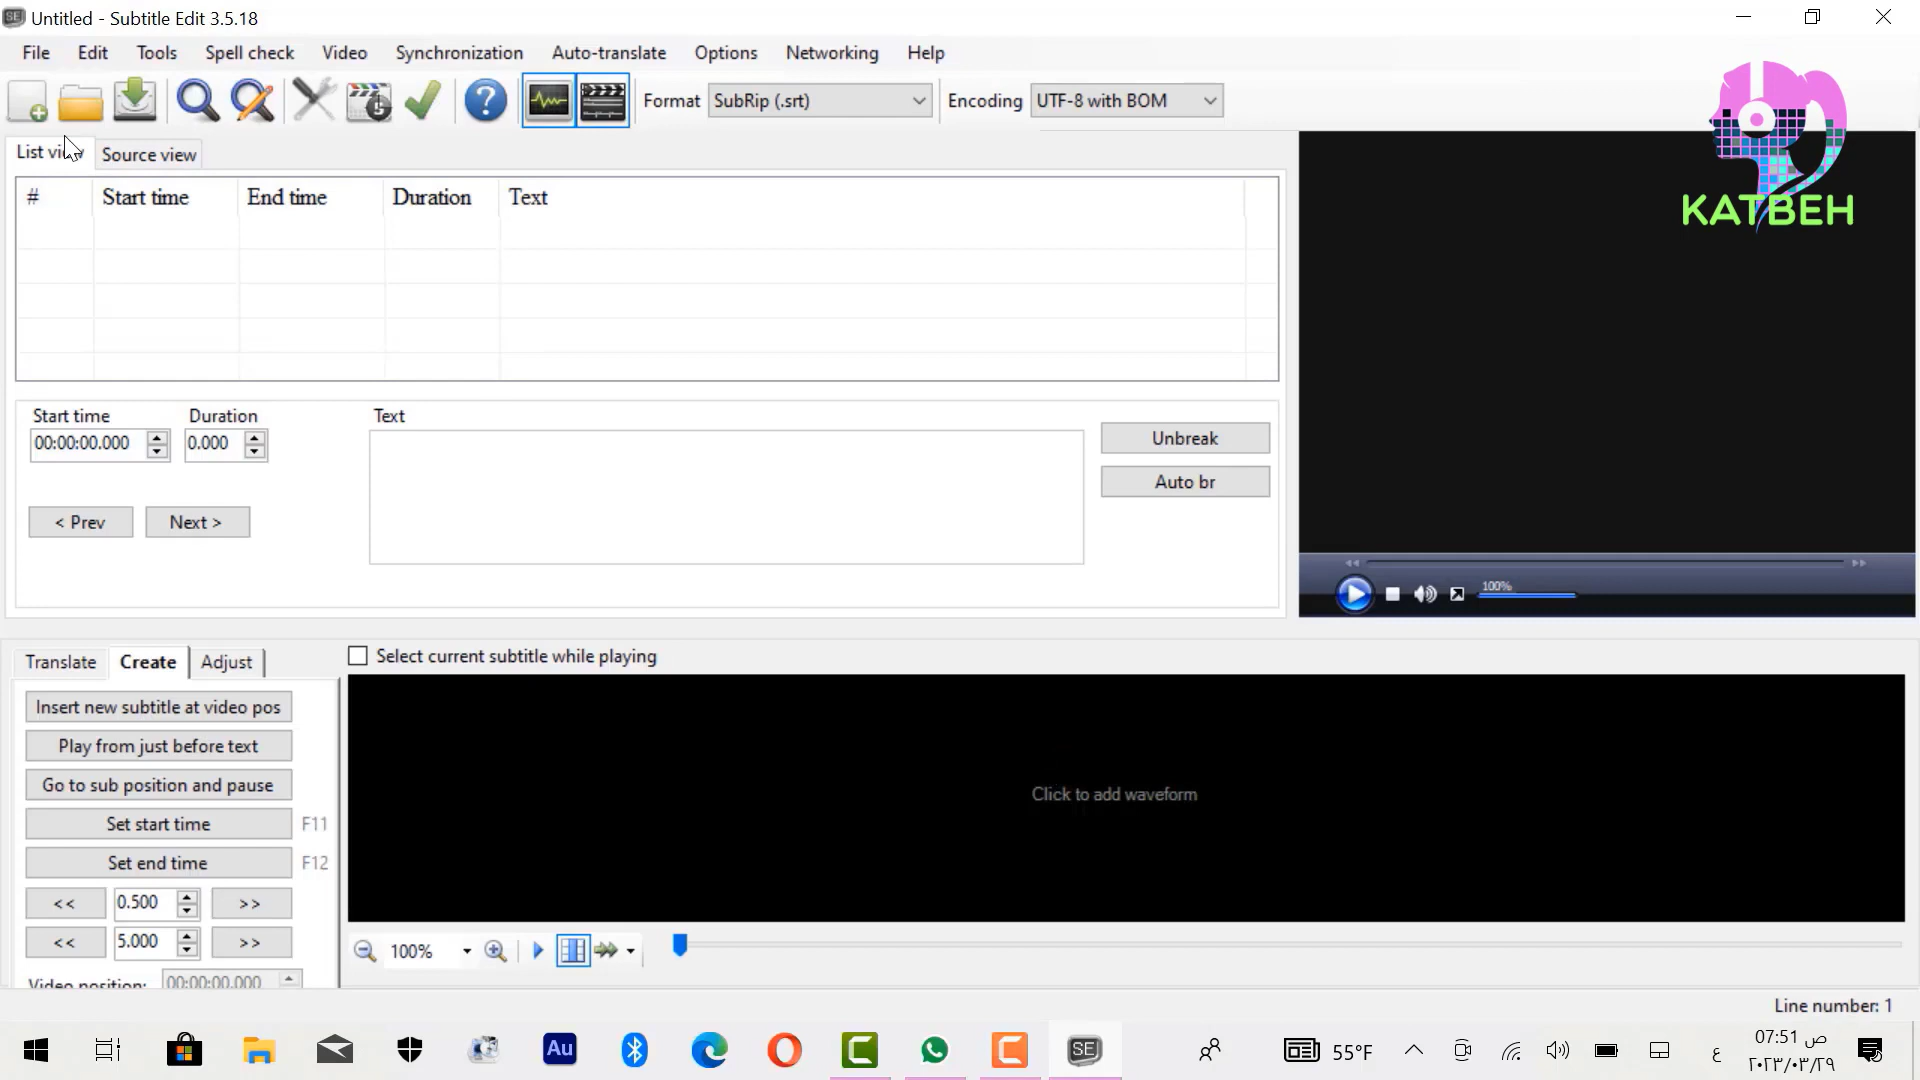 Untitled - Subtitle Edit 3.5.18
File Edit Tools Spell check Video Synchronization Auto-translate Options Networking Help
Format SubRip (.srt) Encoding UTF-8 with BOM
KATBEH
List view Source view
# Start time End time Duration Text
Start time Duration Text
00:00:00.000 0.000
Unbreak
Auto br
< Prev Next >
100%
Translate Create Adjust
Select current subtitle while playing
Insert new subtitle at video pos
Play from just before text
Go to sub position and pause
Set start time F11
Set end time F12
<< 0.500 >>
<< 5.000 >>
Video position: 00:00:00.000
Click to add waveform
100%
Line number: 1
Au
SE
55°F
ع
07:51 ص
٢٠٢٣/٠٣/٢٩